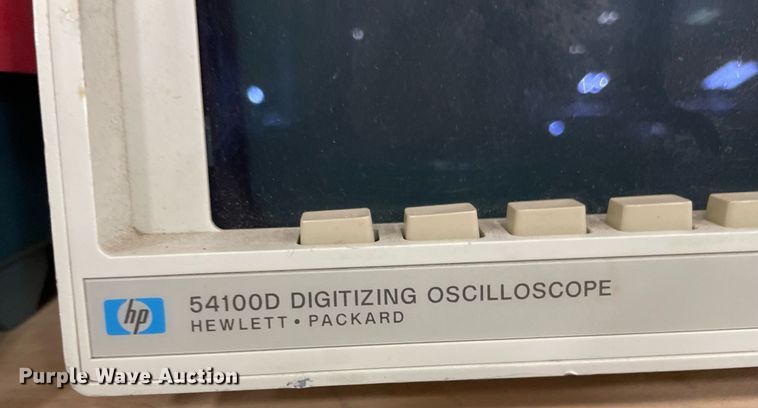 hp
54100D DIGITIZING OSCILLOSCOPE
HEWLETT • PACKARD
Purple Wave Auction